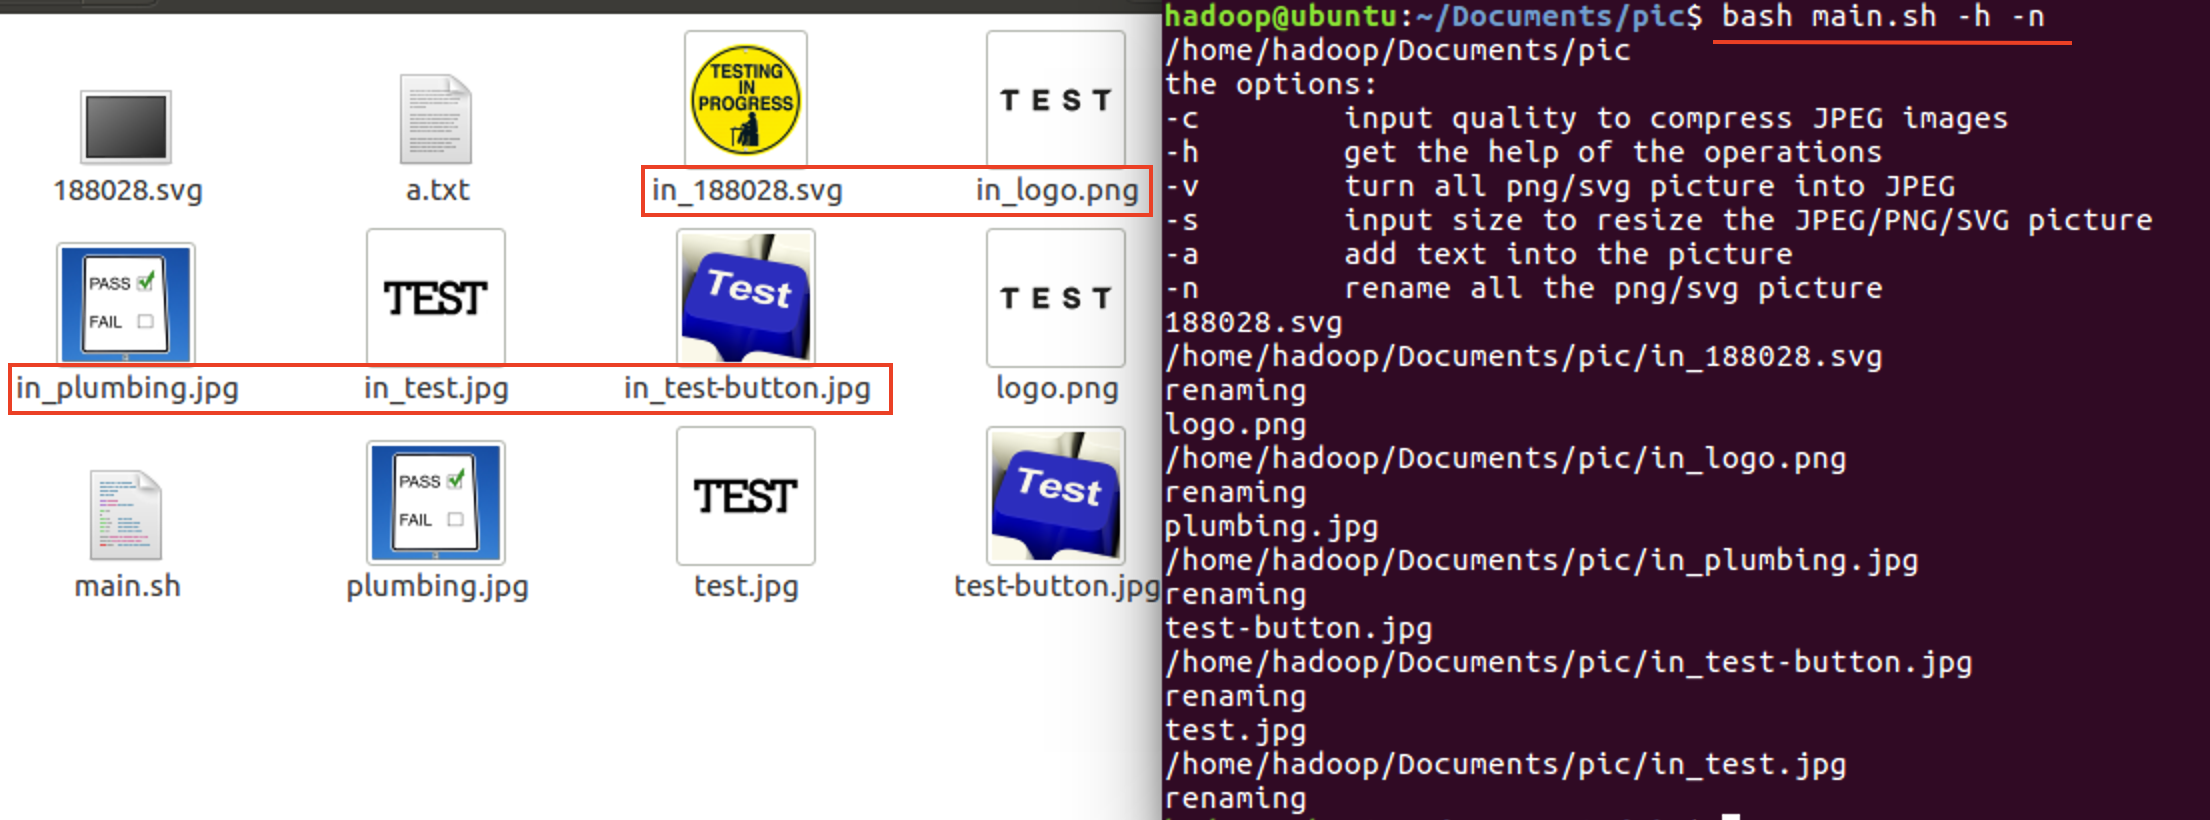 TESTING
IN
PROGRESS
T E S T
188028.svg
a.txt
in_188028.svg
in_logo.png
PASS
FAIL
TEST
Test
T E S T
in_plumbing.jpg
in_test.jpg
in_test-button.jpg
logo.png
PASS
FAIL
TEST
Test
main.sh
plumbing.jpg
test.jpg
test-button.jpg
hadoop@ubuntu:~/Documents/pic$ bash main.sh -h -n
/home/hadoop/Documents/pic
the options:
-c input quality to compress JPEG images
-h get the help of the operations
-v turn all png/svg picture into JPEG
-s input size to resize the JPEG/PNG/SVG picture
-a add text into the picture
-n rename all the png/svg picture
188028.svg
/home/hadoop/Documents/pic/in_188028.svg
renaming
logo.png
/home/hadoop/Documents/pic/in_logo.png
renaming
plumbing.jpg
/home/hadoop/Documents/pic/in_plumbing.jpg
renaming
test-button.jpg
/home/hadoop/Documents/pic/in_test-button.jpg
renaming
test.jpg
/home/hadoop/Documents/pic/in_test.jpg
renaming